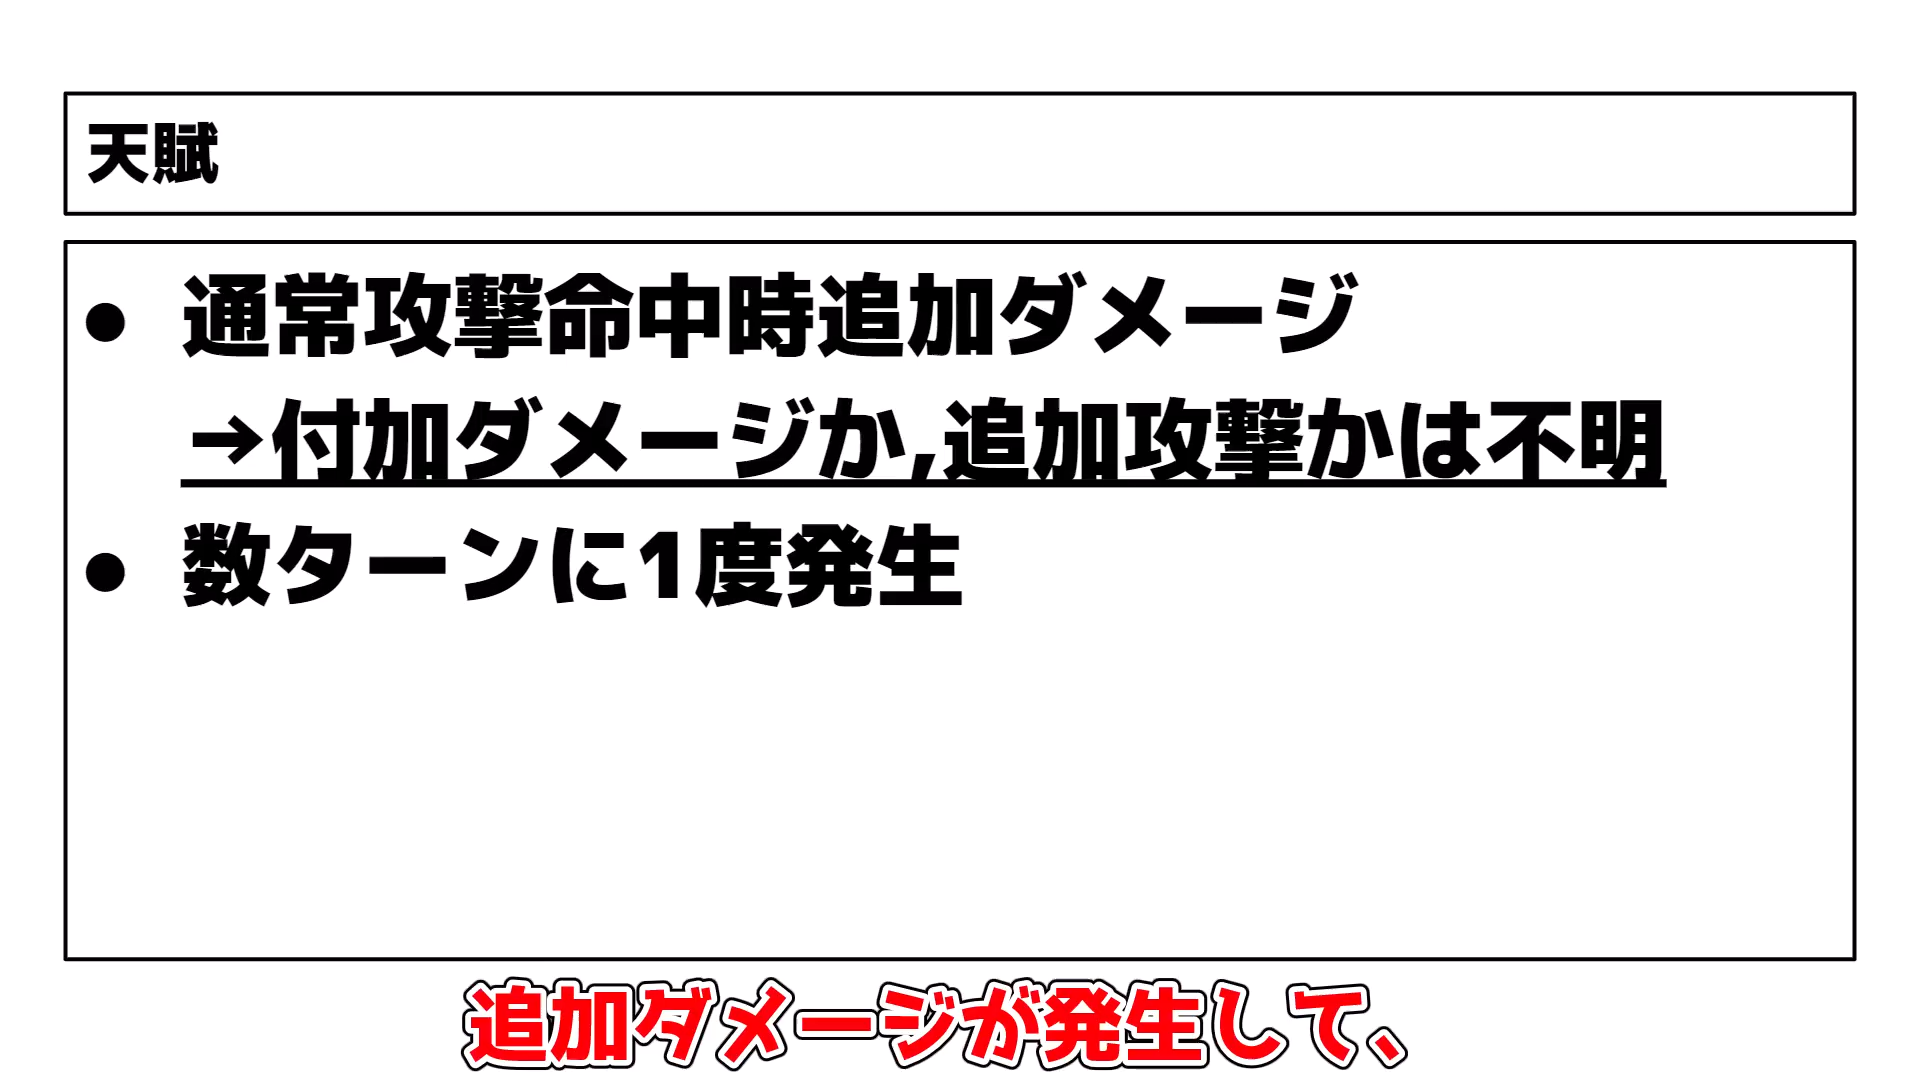 天賦
● 通常攻撃命中時追加ダメージ
→付加ダメージか,追加攻撃かは不明
● 数ターンに1度発生
追加ダメージが発生して、